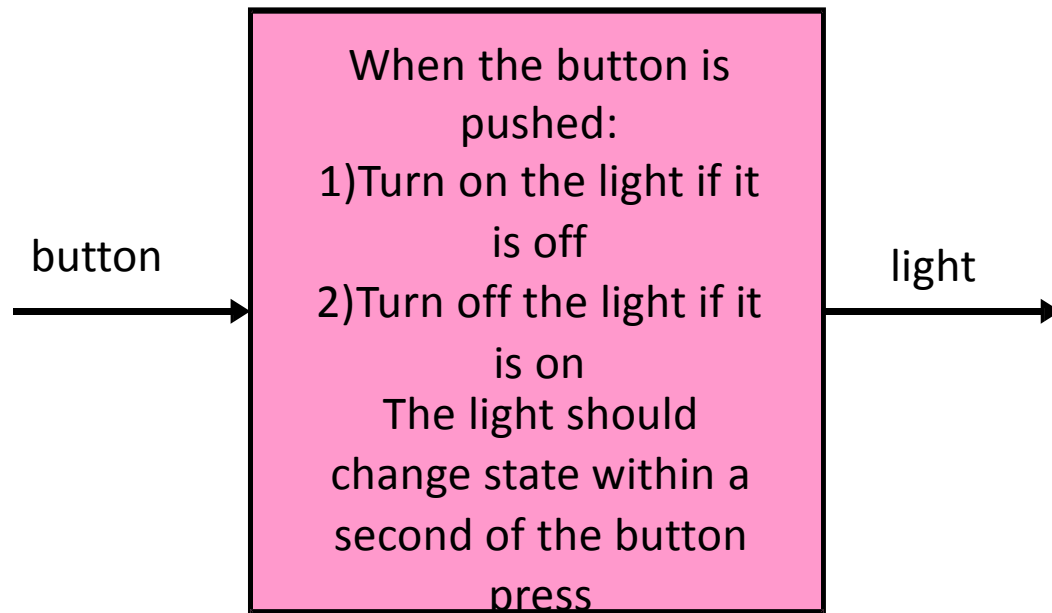 When the button is
pushed:
1)Turn on the light if it
is off
button
light
2)Turn off the light if it
is on
The light should
change state within a
second of the button
press